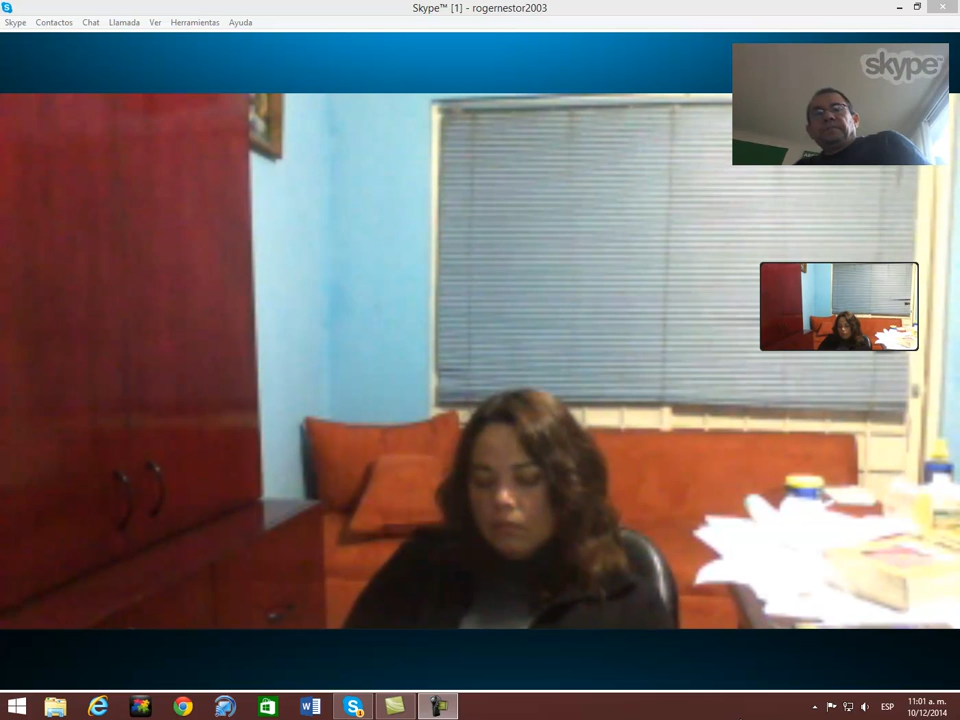 Skype™ [1] - rogernestor2003
Skype Contactos Chat Llamada Ver Herramientas Ayuda
skype
ESP
11:01 a. m.
10/12/2014